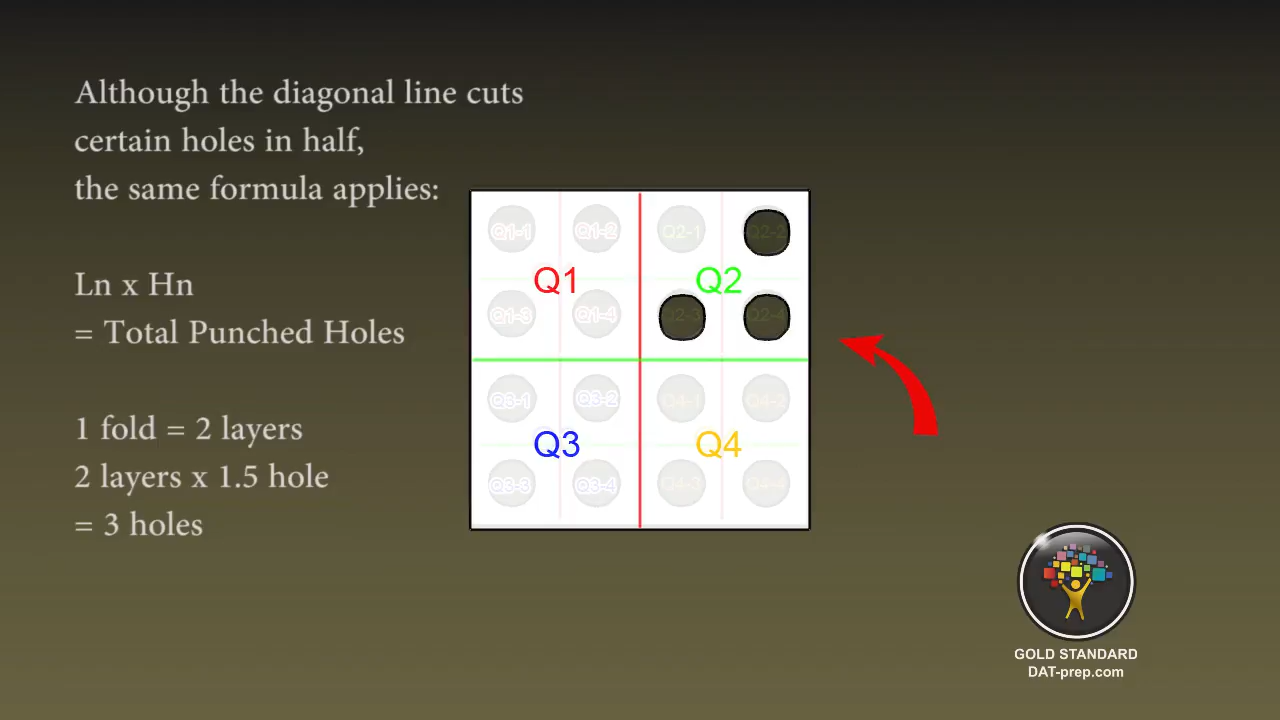 Although the diagonal line cuts
certain holes in half,
the same formula applies:
Ln x Hn
= Total Punched Holes
1 fold = 2 layers
2 layers x 1.5 hole
= 3 holes
Q1-1 Q1-2 Q2-1 Q2-2
Q1 Q2
Q1-3 Q1-4 Q2-3 Q2-4
Q3-1 Q3-2 Q4-1 Q4-2
Q3 Q4
Q3-3 Q3-4 Q4-3 Q4-4
GOLD STANDARD
DAT-prep.com